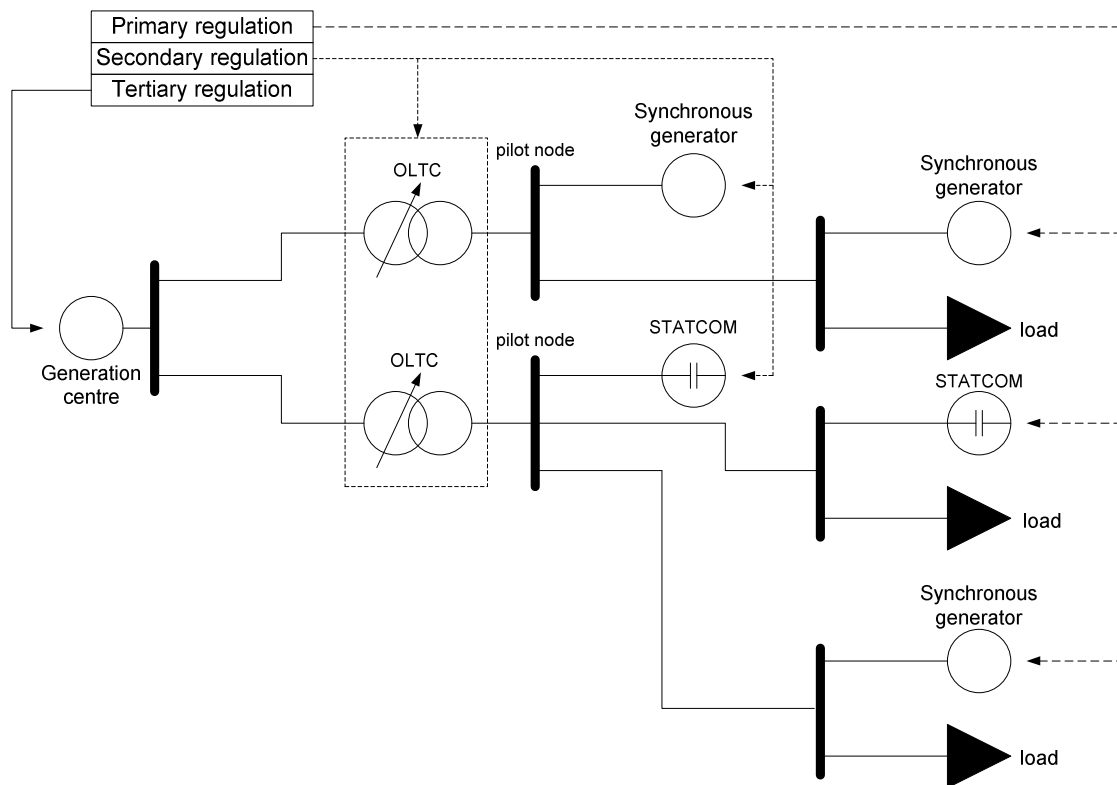 Primary regulation
Secondary regulation
Tertiary regulation
Synchronous
generator
pilot node
OLTC
Synchronous
generator
load
STATCOM
pilot node
OLTC
Generation
centre
STATCOM
load
Synchronous
generator
load